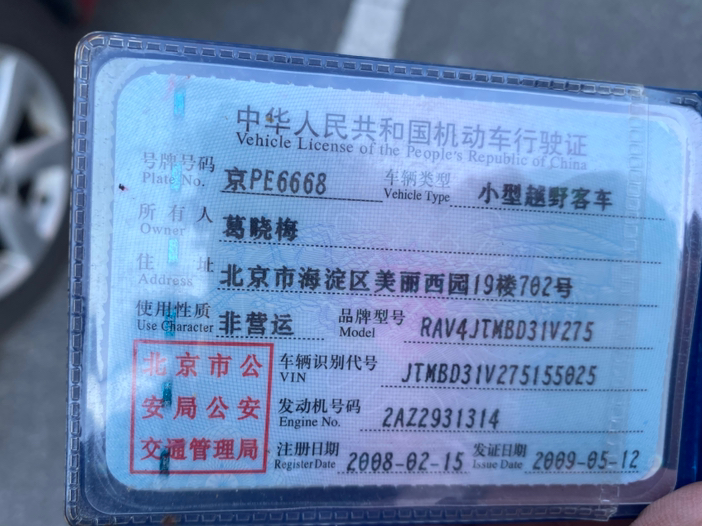 中华人民共和国机动车行驶证
Vehicle License of the People's Republic of China
号牌号码 京PE6668 车辆类型 小型越野客车
Plate No. Vehicle Type
所有人 葛晓梅
Owner
住址 北京市海淀区美丽西园19楼702号
Address
使用性质 非营运 品牌型号 RAV4JTMBD31V275
Use Character Model
北京市公安局公安交通管理局
车辆识别代号 JTMBD31V275155025
VIN
发动机号码 2AZ2931314
Engine No.
注册日期 2008-02-15 发证日期 2009-05-12
Register Date Issue Date